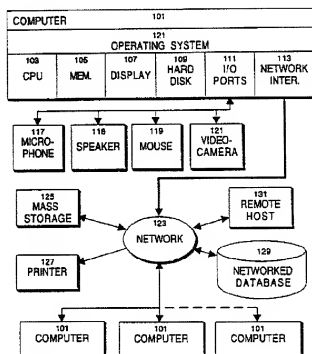 COMPUTER 101
121
OPERATING SYSTEM
103 105 107 109 111 113
CPU MEM. DISPLAY HARD DISK I/O PORTS NETWORK INTER.
117
MICRO-
PHONE
118
SPEAKER
119
MOUSE
121
VIDEO-
CAMERA
125
MASS
STORAGE
131
REMOTE
HOST
123
NETWORK
127
PRINTER
129
NETWORKED
DATABASE
101
COMPUTER
101
COMPUTER
101
COMPUTER